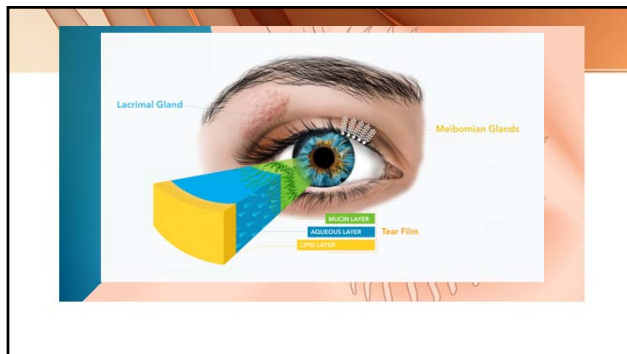 Lacrimal Gland
Meibomian Glands
MUCIN LAYER
AQUEOUS LAYER Tear Film
LIPID LAYER